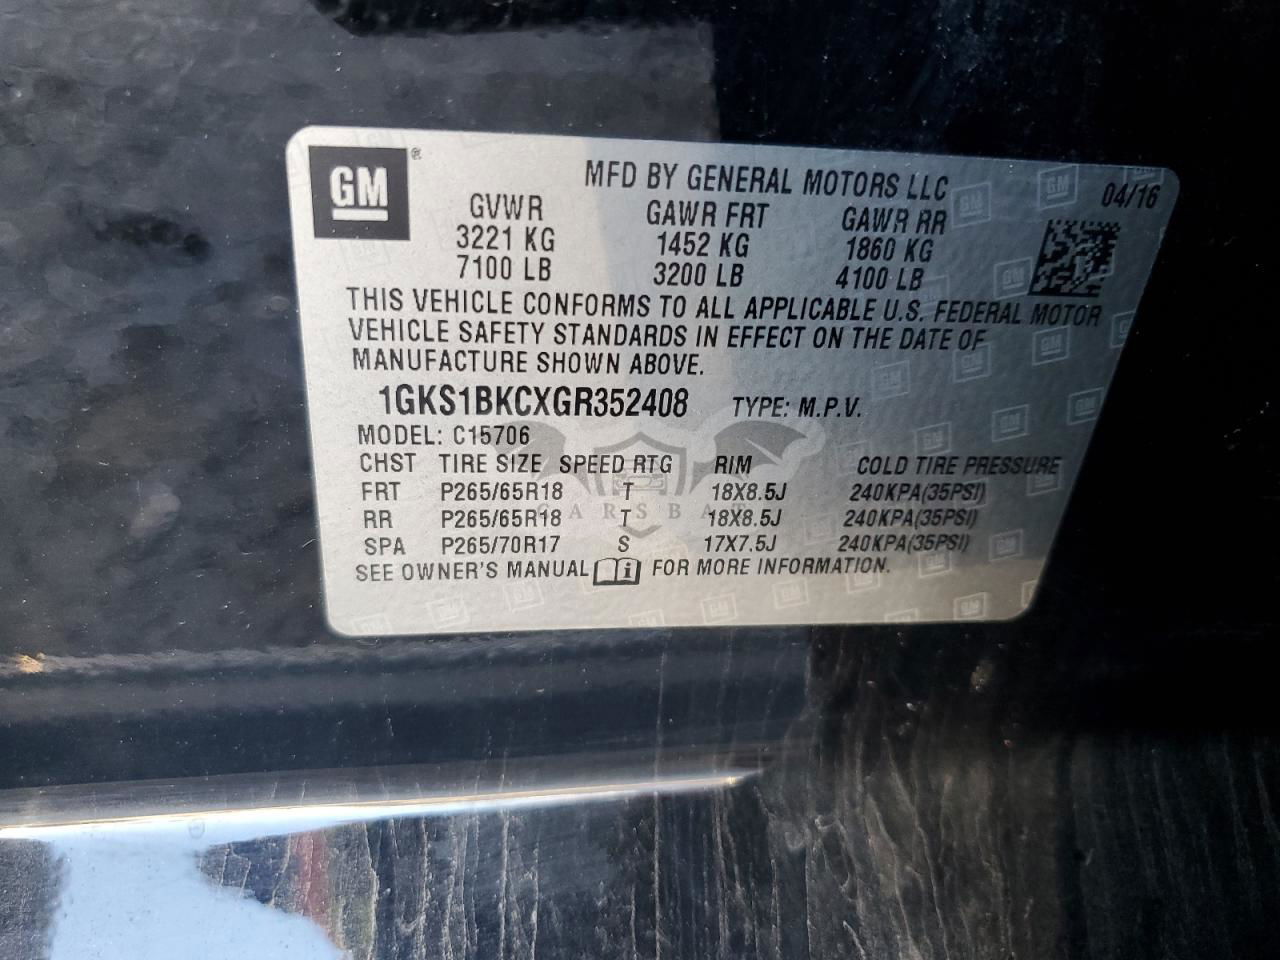 GM®
MFD BY GENERAL MOTORS LLC
04/16
GVWR GAWR FRT GAWR RR
3221 KG 1452 KG 1860 KG
7100 LB 3200 LB 4100 LB
THIS VEHICLE CONFORMS TO ALL APPLICABLE U.S. FEDERAL MOTOR
VEHICLE SAFETY STANDARDS IN EFFECT ON THE DATE OF
MANUFACTURE SHOWN ABOVE.
1GKS1BKCXGR352408 TYPE: M.P.V.
MODEL: C15706
CHST TIRE SIZE SPEED RTG RIM COLD TIRE PRESSURE
FRT P265/65R18 T 18X8.5J 240KPA(35PSI)
RR P265/65R18 T 18X8.5J 240KPA(35PSI)
SPA P265/70R17 S 17X7.5J 240KPA(35PSI)
SEE OWNER'S MANUAL FOR MORE INFORMATION.
CARSBAT